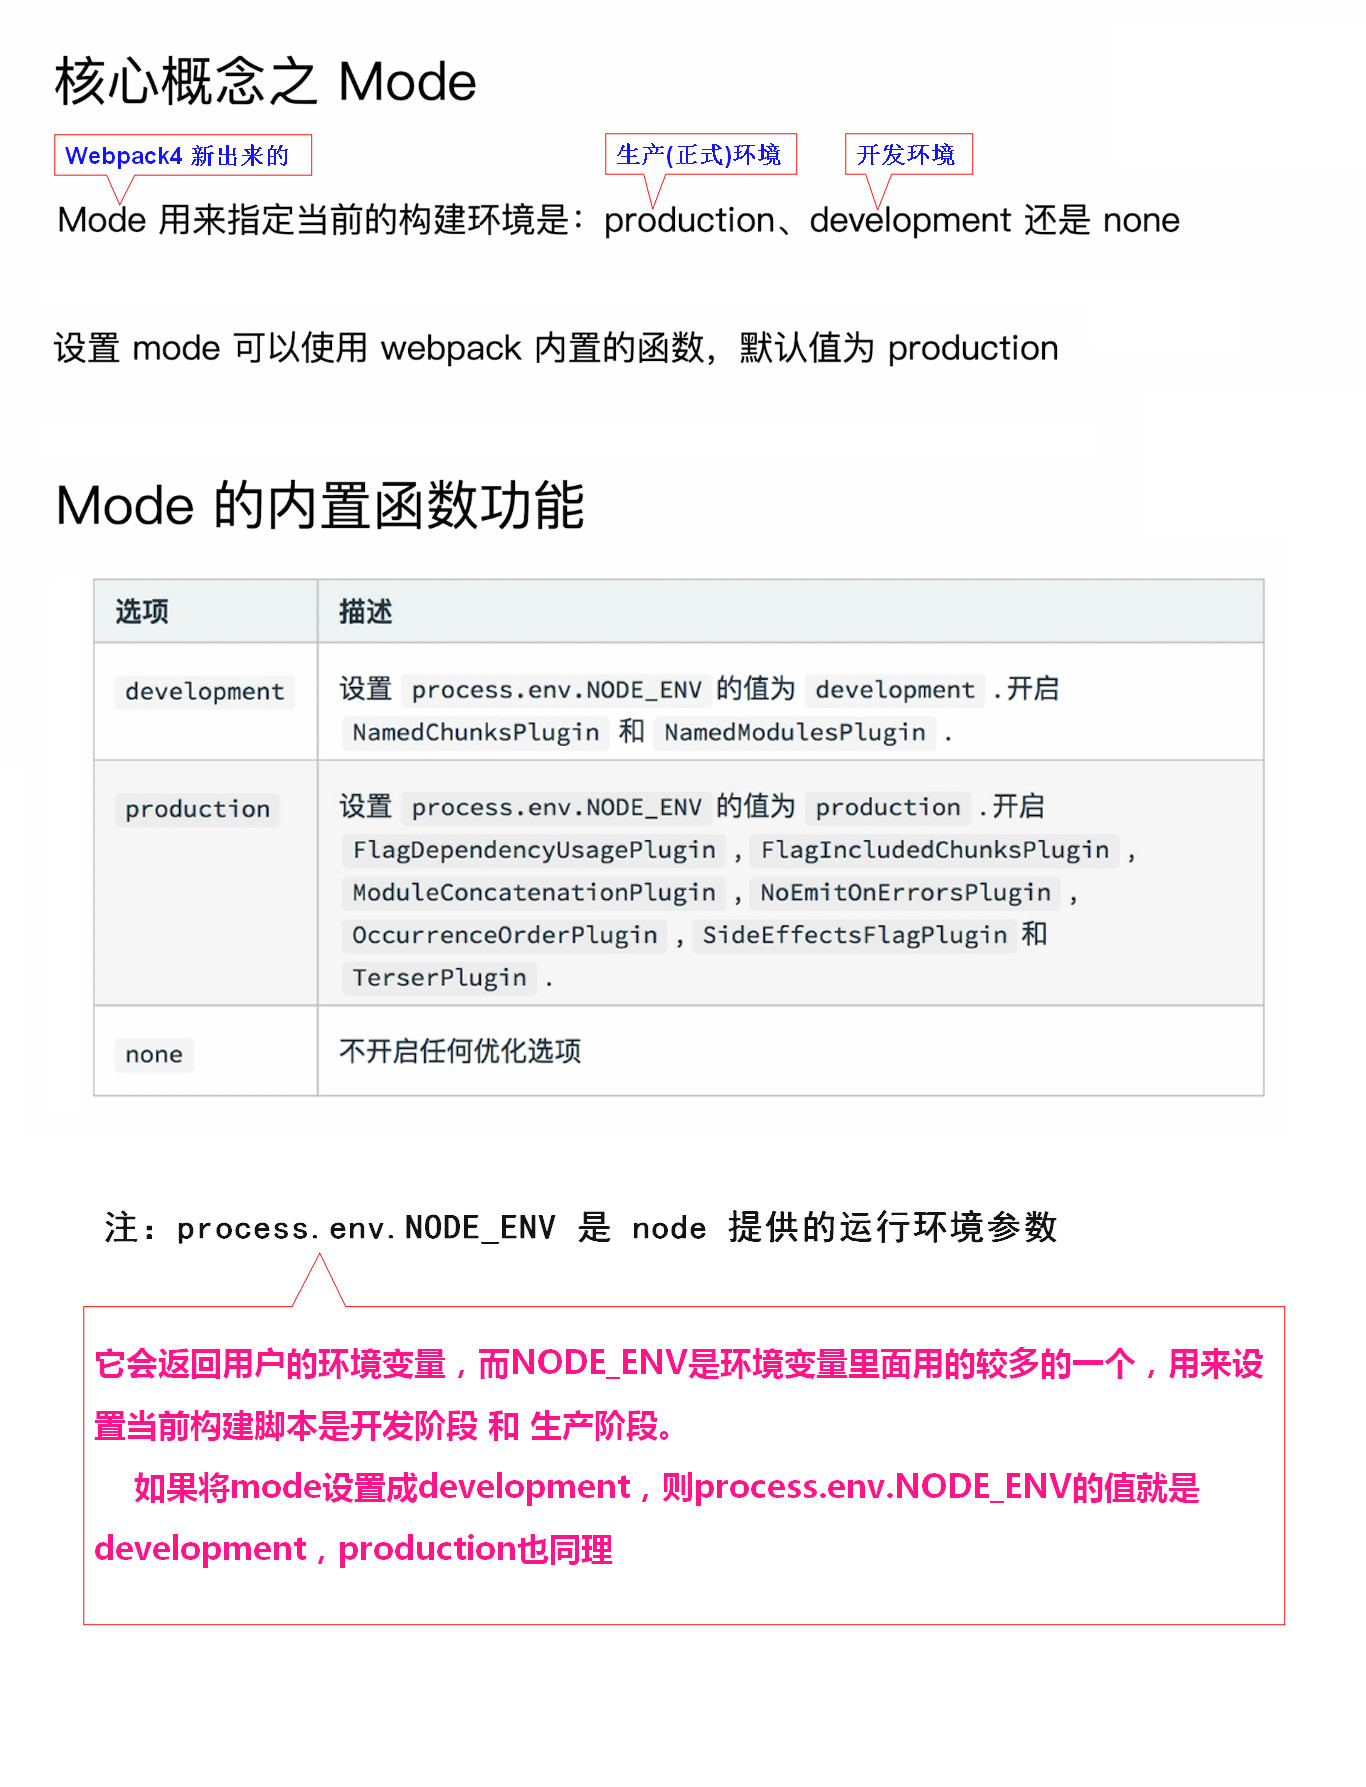 核心概念之 Mode
Webpack4 新出来的
生产(正式)环境
开发环境
Mode 用来指定当前的构建环境是：production、development 还是 none
设置 mode 可以使用 webpack 内置的函数，默认值为 production
Mode 的内置函数功能
选项 描述
development
设置 process.env.NODE_ENV 的值为 development .开启
NamedChunksPlugin 和 NamedModulesPlugin .
production
设置 process.env.NODE_ENV 的值为 production .开启
FlagDependencyUsagePlugin , FlagIncludedChunksPlugin ,
ModuleConcatenationPlugin , NoEmitOnErrorsPlugin ,
OccurrenceOrderPlugin , SideEffectsFlagPlugin 和
TerserPlugin .
none 不开启任何优化选项
注：process.env.NODE_ENV 是 node 提供的运行环境参数
它会返回用户的环境变量，而NODE_ENV是环境变量里面用的较多的一个，用来设
置当前构建脚本是开发阶段 和 生产阶段。
如果将mode设置成development，则process.env.NODE_ENV的值就是
development，production也同理